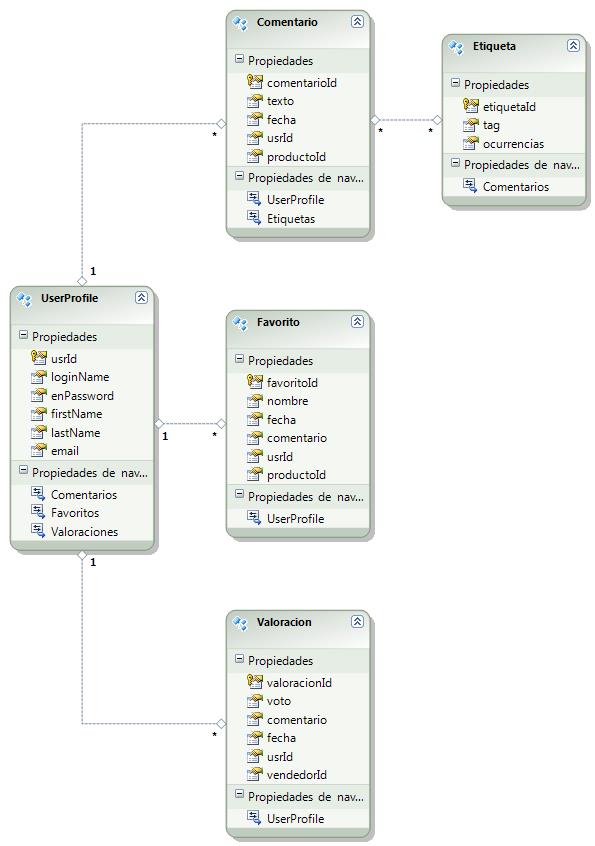 Comentario
Propiedades
comentarioId
texto
fecha
usrId
productoId
Propiedades de nav...
UserProfile
Etiquetas
*
*
*
Etiqueta
Propiedades
etiquetaId
tag
ocurrencias
Propiedades de nav...
Comentarios
1
UserProfile
Propiedades
usrId
loginName
enPassword
firstName
lastName
email
Propiedades de nav...
Comentarios
Favoritos
Valoraciones
1
*
1
Favorito
Propiedades
favoritoId
nombre
fecha
comentario
usrId
productoId
Propiedades de nav...
UserProfile
*
Valoracion
Propiedades
valoracionId
voto
comentario
fecha
usrId
vendedorId
Propiedades de nav...
UserProfile